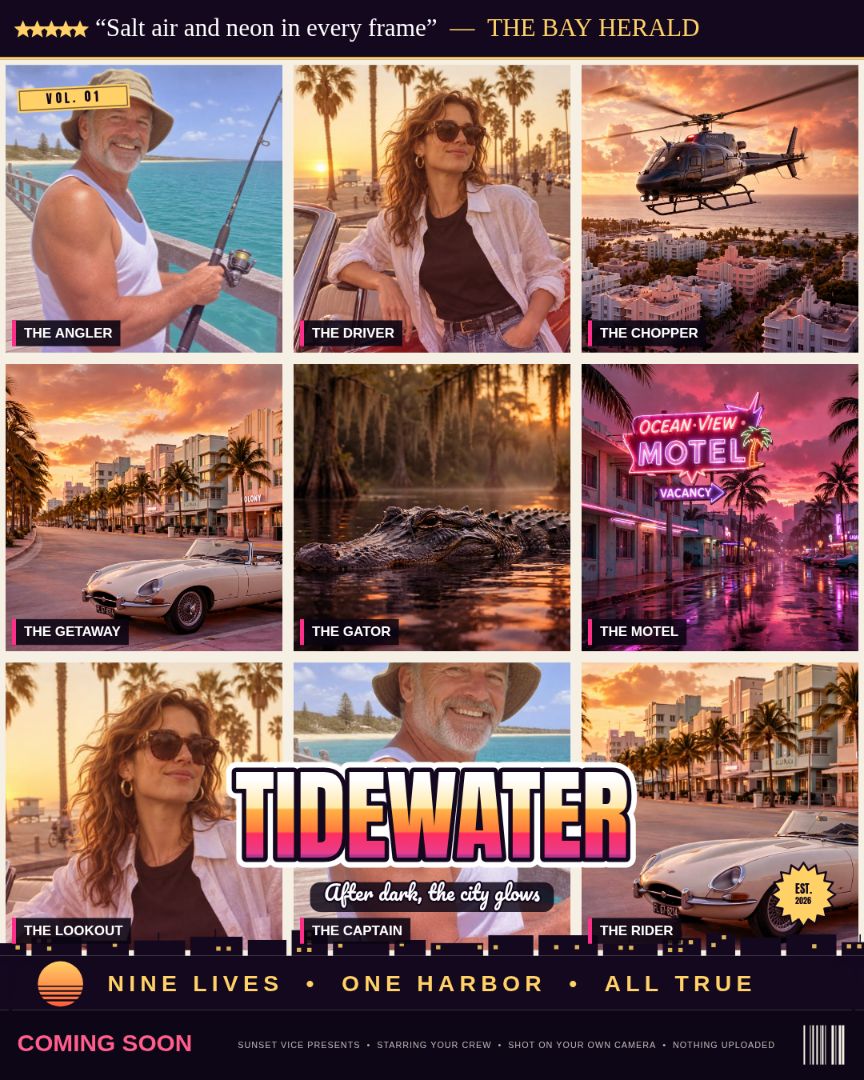 ★★★★★ “Salt air and neon in every frame” — THE BAY HERALD
VOL. 01
THE ANGLER
THE DRIVER
THE CHOPPER
COLONY
THE GETAWAY
THE GATOR
OCEAN·VIEW
MOTEL
VACANCY
THE MOTEL
TIDEWATER
After dark, the city glows
EST.
2026
THE LOOKOUT
THE CAPTAIN
THE RIDER
NINE LIVES • ONE HARBOR • ALL TRUE
COMING SOON
SUNSET VICE PRESENTS • STARRING YOUR CREW • SHOT ON YOUR OWN CAMERA • NOTHING UPLOADED